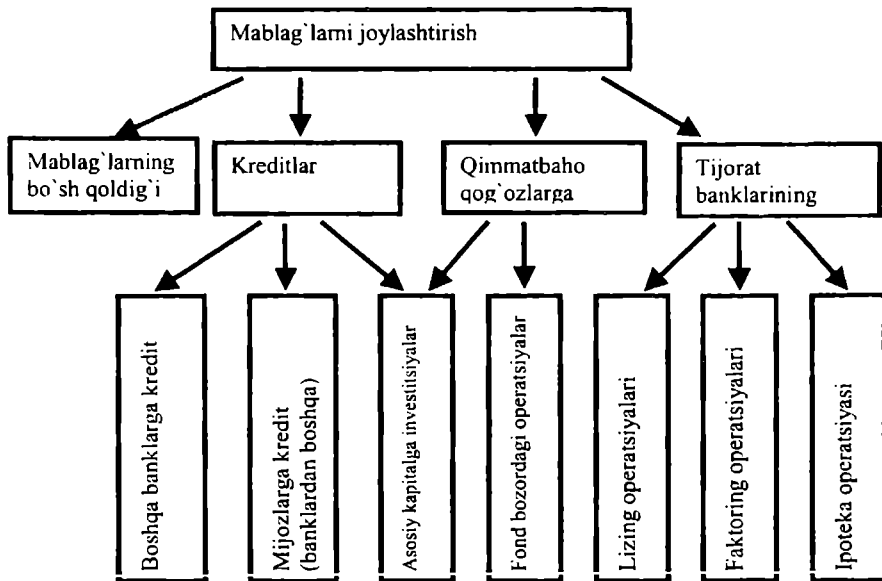 Mablag`larni joylashtirish
Mablag`larning
bo`sh qoldig`i
Kreditlar
Qimmatbaho
qog`ozlarga
Tijorat
banklarining
Boshqa banklarga kredit
Mijozlarga kredit
(banklardan boshqa)
Asosiy kapitalga investitsiyalar
Fond bozordagi operatsiyalar
Lizing operatsiyalari
Faktoring operatsiyalari
Ipoteka operatsiyasi